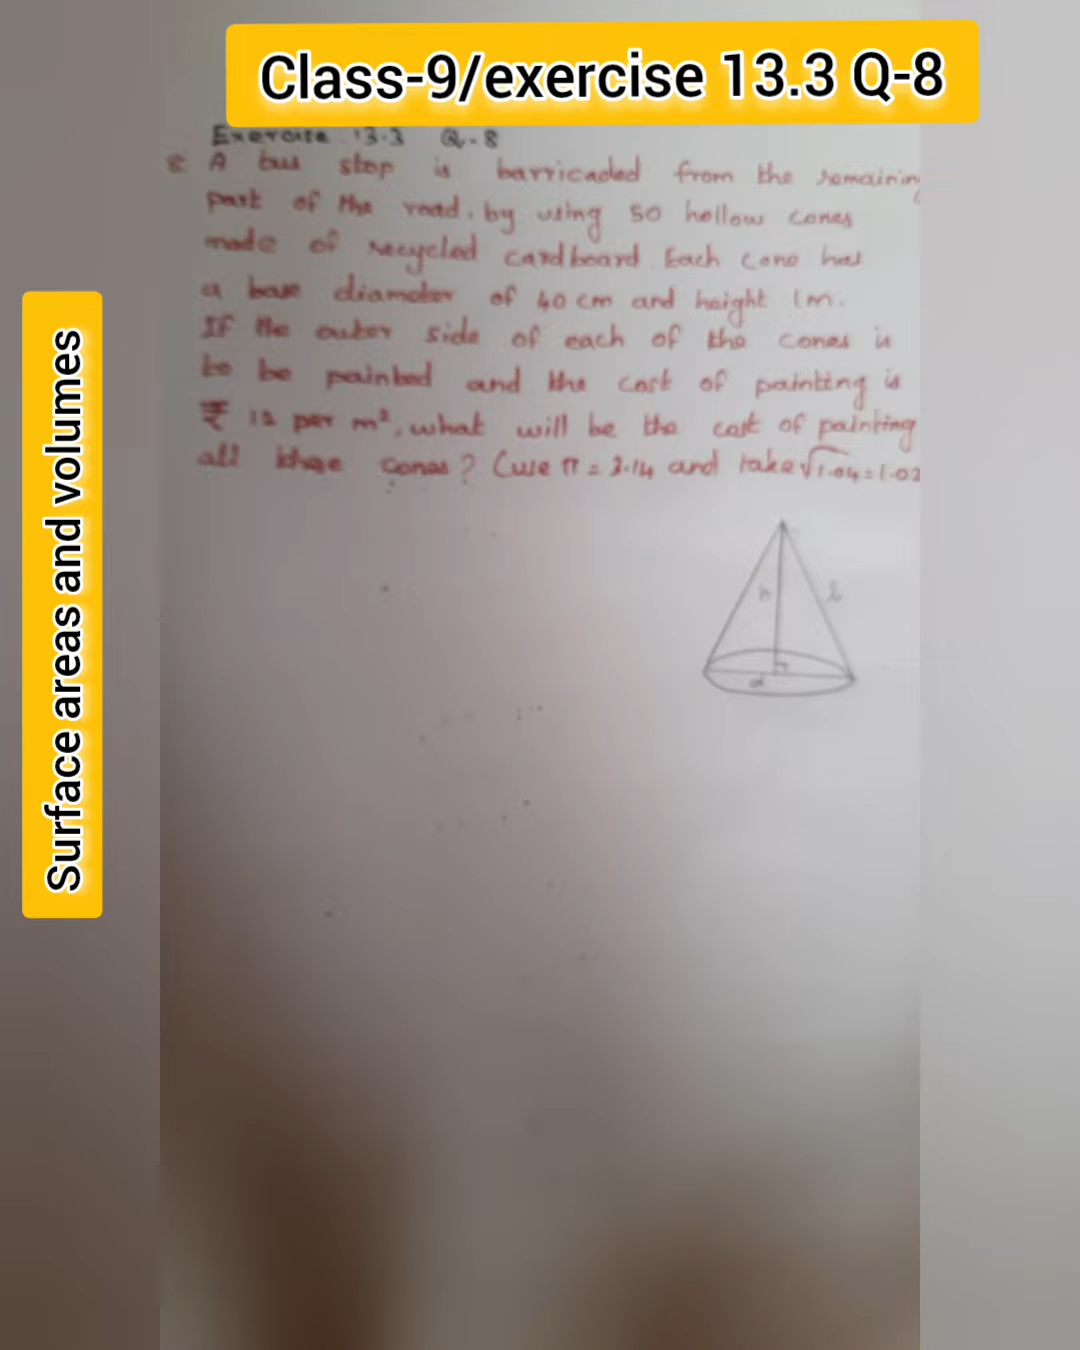 Class-9/exercise 13.3 Q-8
Surface areas and volumes
Exercise 13.3 Q-8
8. A bus stop is barricaded from the remaining
part of the road, by using 50 hollow cones
made of recycled cardboard. Each cone has
a base diameter of 40 cm and height 1m.
If the outer side of each of the cones is
to be painted and the cost of painting is
₹ 12 per m², what will be the cost of painting
all these cones? (use π = 3.14 and take √1.04 = 1.02
h
l
d